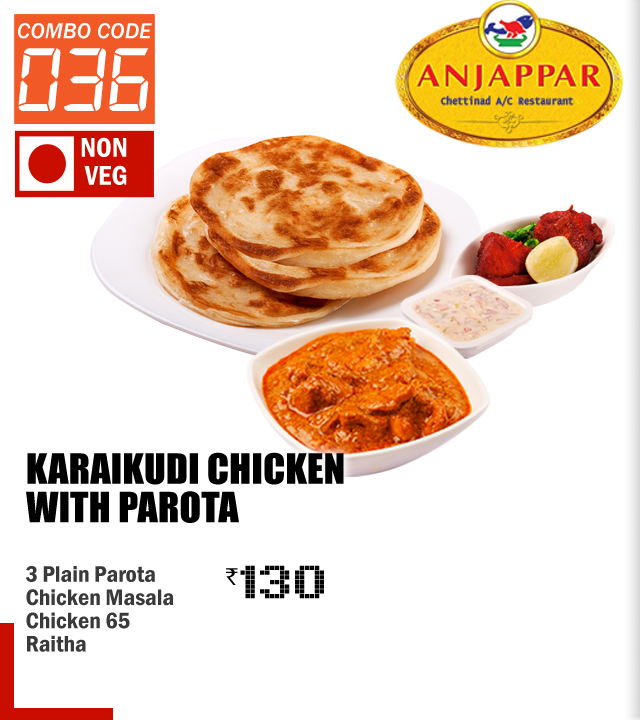 COMBO CODE
036
NON
VEG
ANJAPPAR
Chettinad A/C Restaurant
KARAIKUDI CHICKEN
WITH PAROTA
3 Plain Parota
Chicken Masala
Chicken 65
Raitha
₹130